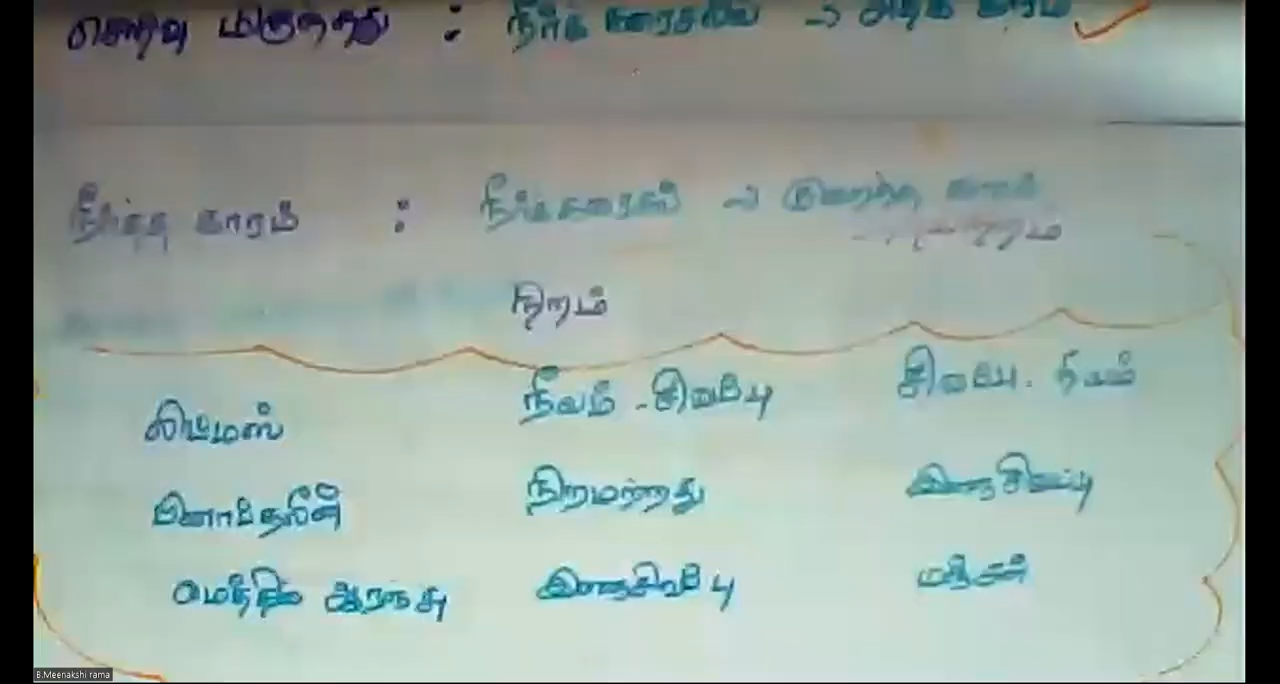 செறிவு மிகுந்தது : நீர்க் கரைசலில் → அதிக காரம்
நீர்த்த காரம் : நீர்க்கரைசல் → குறைந்த காரம்
நிறம்
லிட்மஸ் நீலம் - சிவப்பு சிவப்பு - நீலம்
பினாப்தலீன் நிறமற்றது இளஞ்சிவப்பு
மெத்தில் ஆரஞ்சு இளஞ்சிவப்பு மஞ்சள்
B.Meenakshi rama